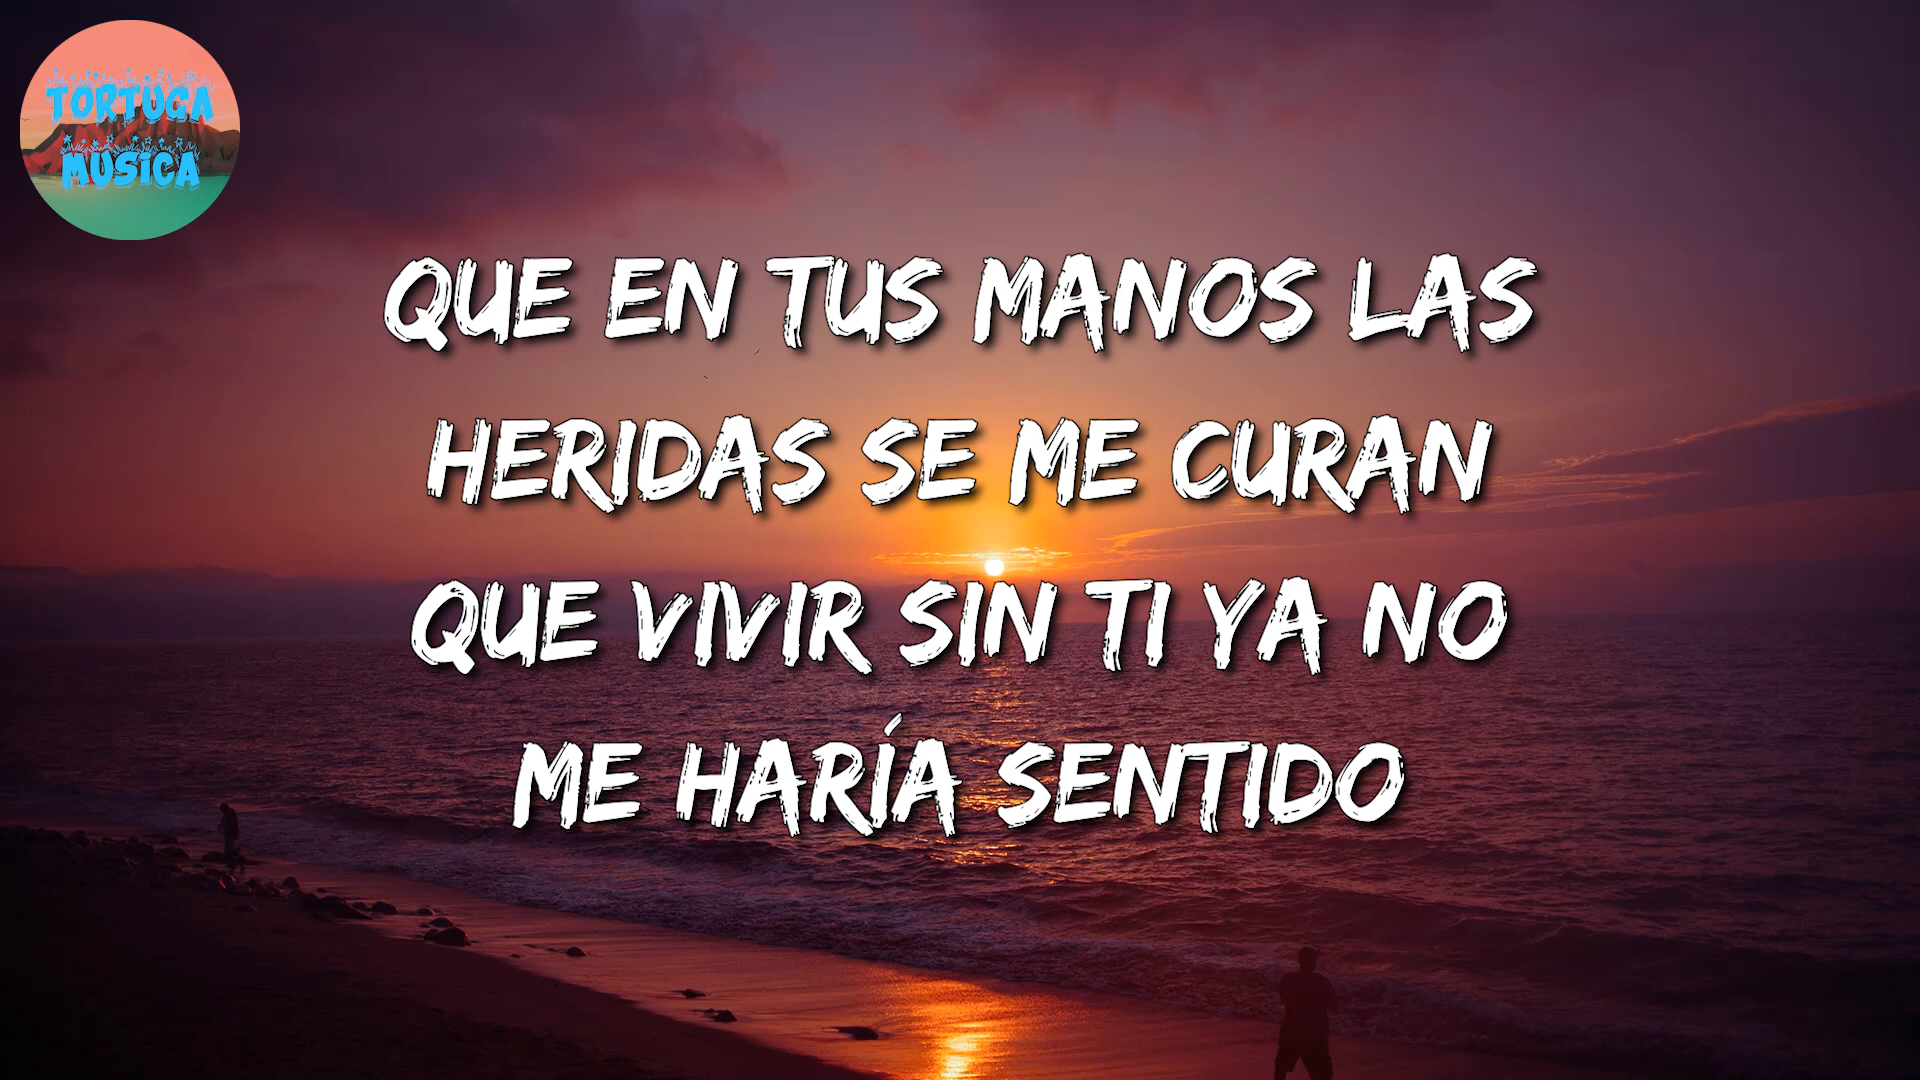 TORTUGA
MUSICA
QUE EN TUS MANOS LAS
HERIDAS SE ME CURAN
QUE VIVIR SIN TI YA NO
ME HARÍA SENTIDO